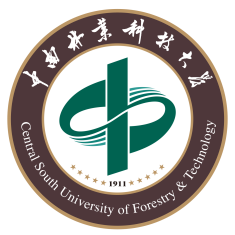 中南林业科技大学
1911
Central South University of Forestry & Technology